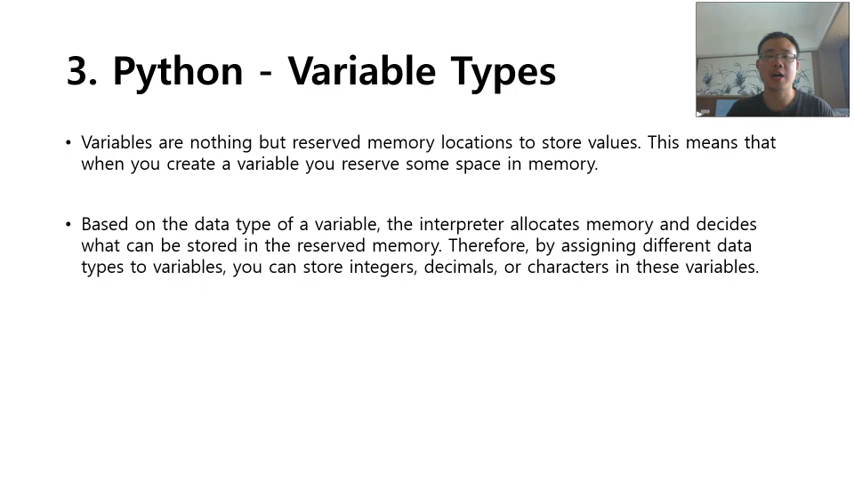 3. Python - Variable Types
• Variables are nothing but reserved memory locations to store values. This means that
when you create a variable you reserve some space in memory.
• Based on the data type of a variable, the interpreter allocates memory and decides
what can be stored in the reserved memory. Therefore, by assigning different data
types to variables, you can store integers, decimals, or characters in these variables.